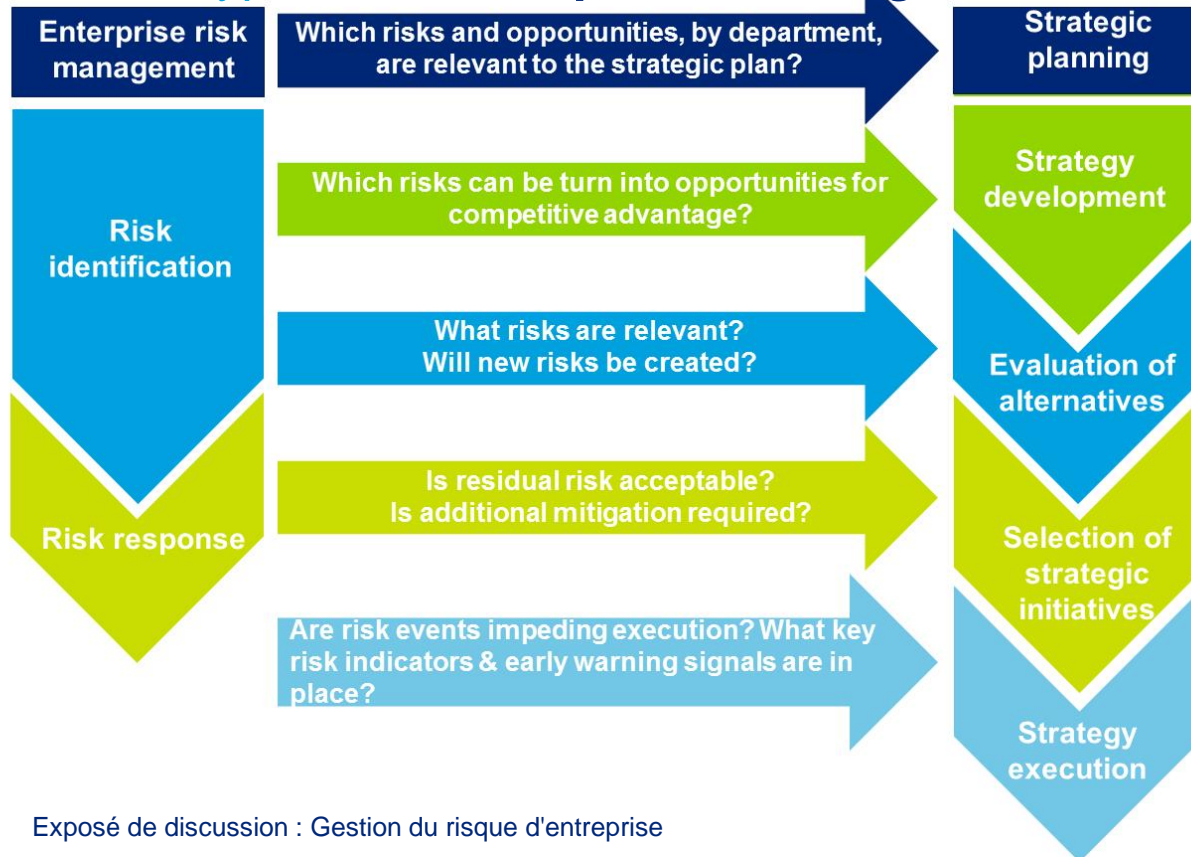 Enterprise risk
management
Which risks and opportunities, by department,
are relevant to the strategic plan?
Strategic
planning
Which risks can be turn into opportunities for
competitive advantage?
Strategy
development
Risk
identification
What risks are relevant?
Will new risks be created?
Evaluation of
alternatives
Is residual risk acceptable?
Is additional mitigation required?
Risk response
Selection of
strategic
initiatives
Are risk events impeding execution? What key
risk indicators & early warning signals are in
place?
Strategy
execution
Exposé de discussion : Gestion du risque d'entreprise